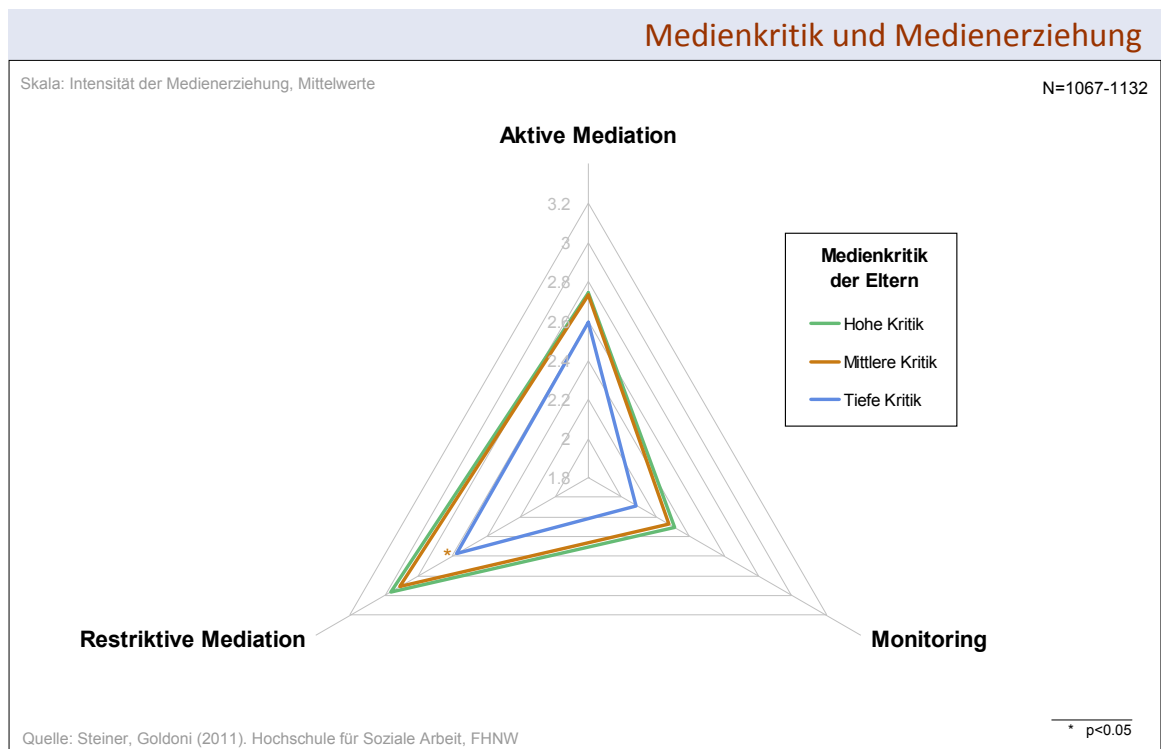 Medienkritik und Medienerziehung
Skala: Intensität der Medienerziehung, Mittelwerte
N=1067-1132
Aktive Mediation
3.2
3
2.8
2.6
2.4
2.2
2
1.8
Medienkritik
der Eltern
Hohe Kritik
Mittlere Kritik
Tiefe Kritik
*
Restriktive Mediation
Monitoring
* p<0.05
Quelle: Steiner, Goldoni (2011). Hochschule für Soziale Arbeit, FHNW